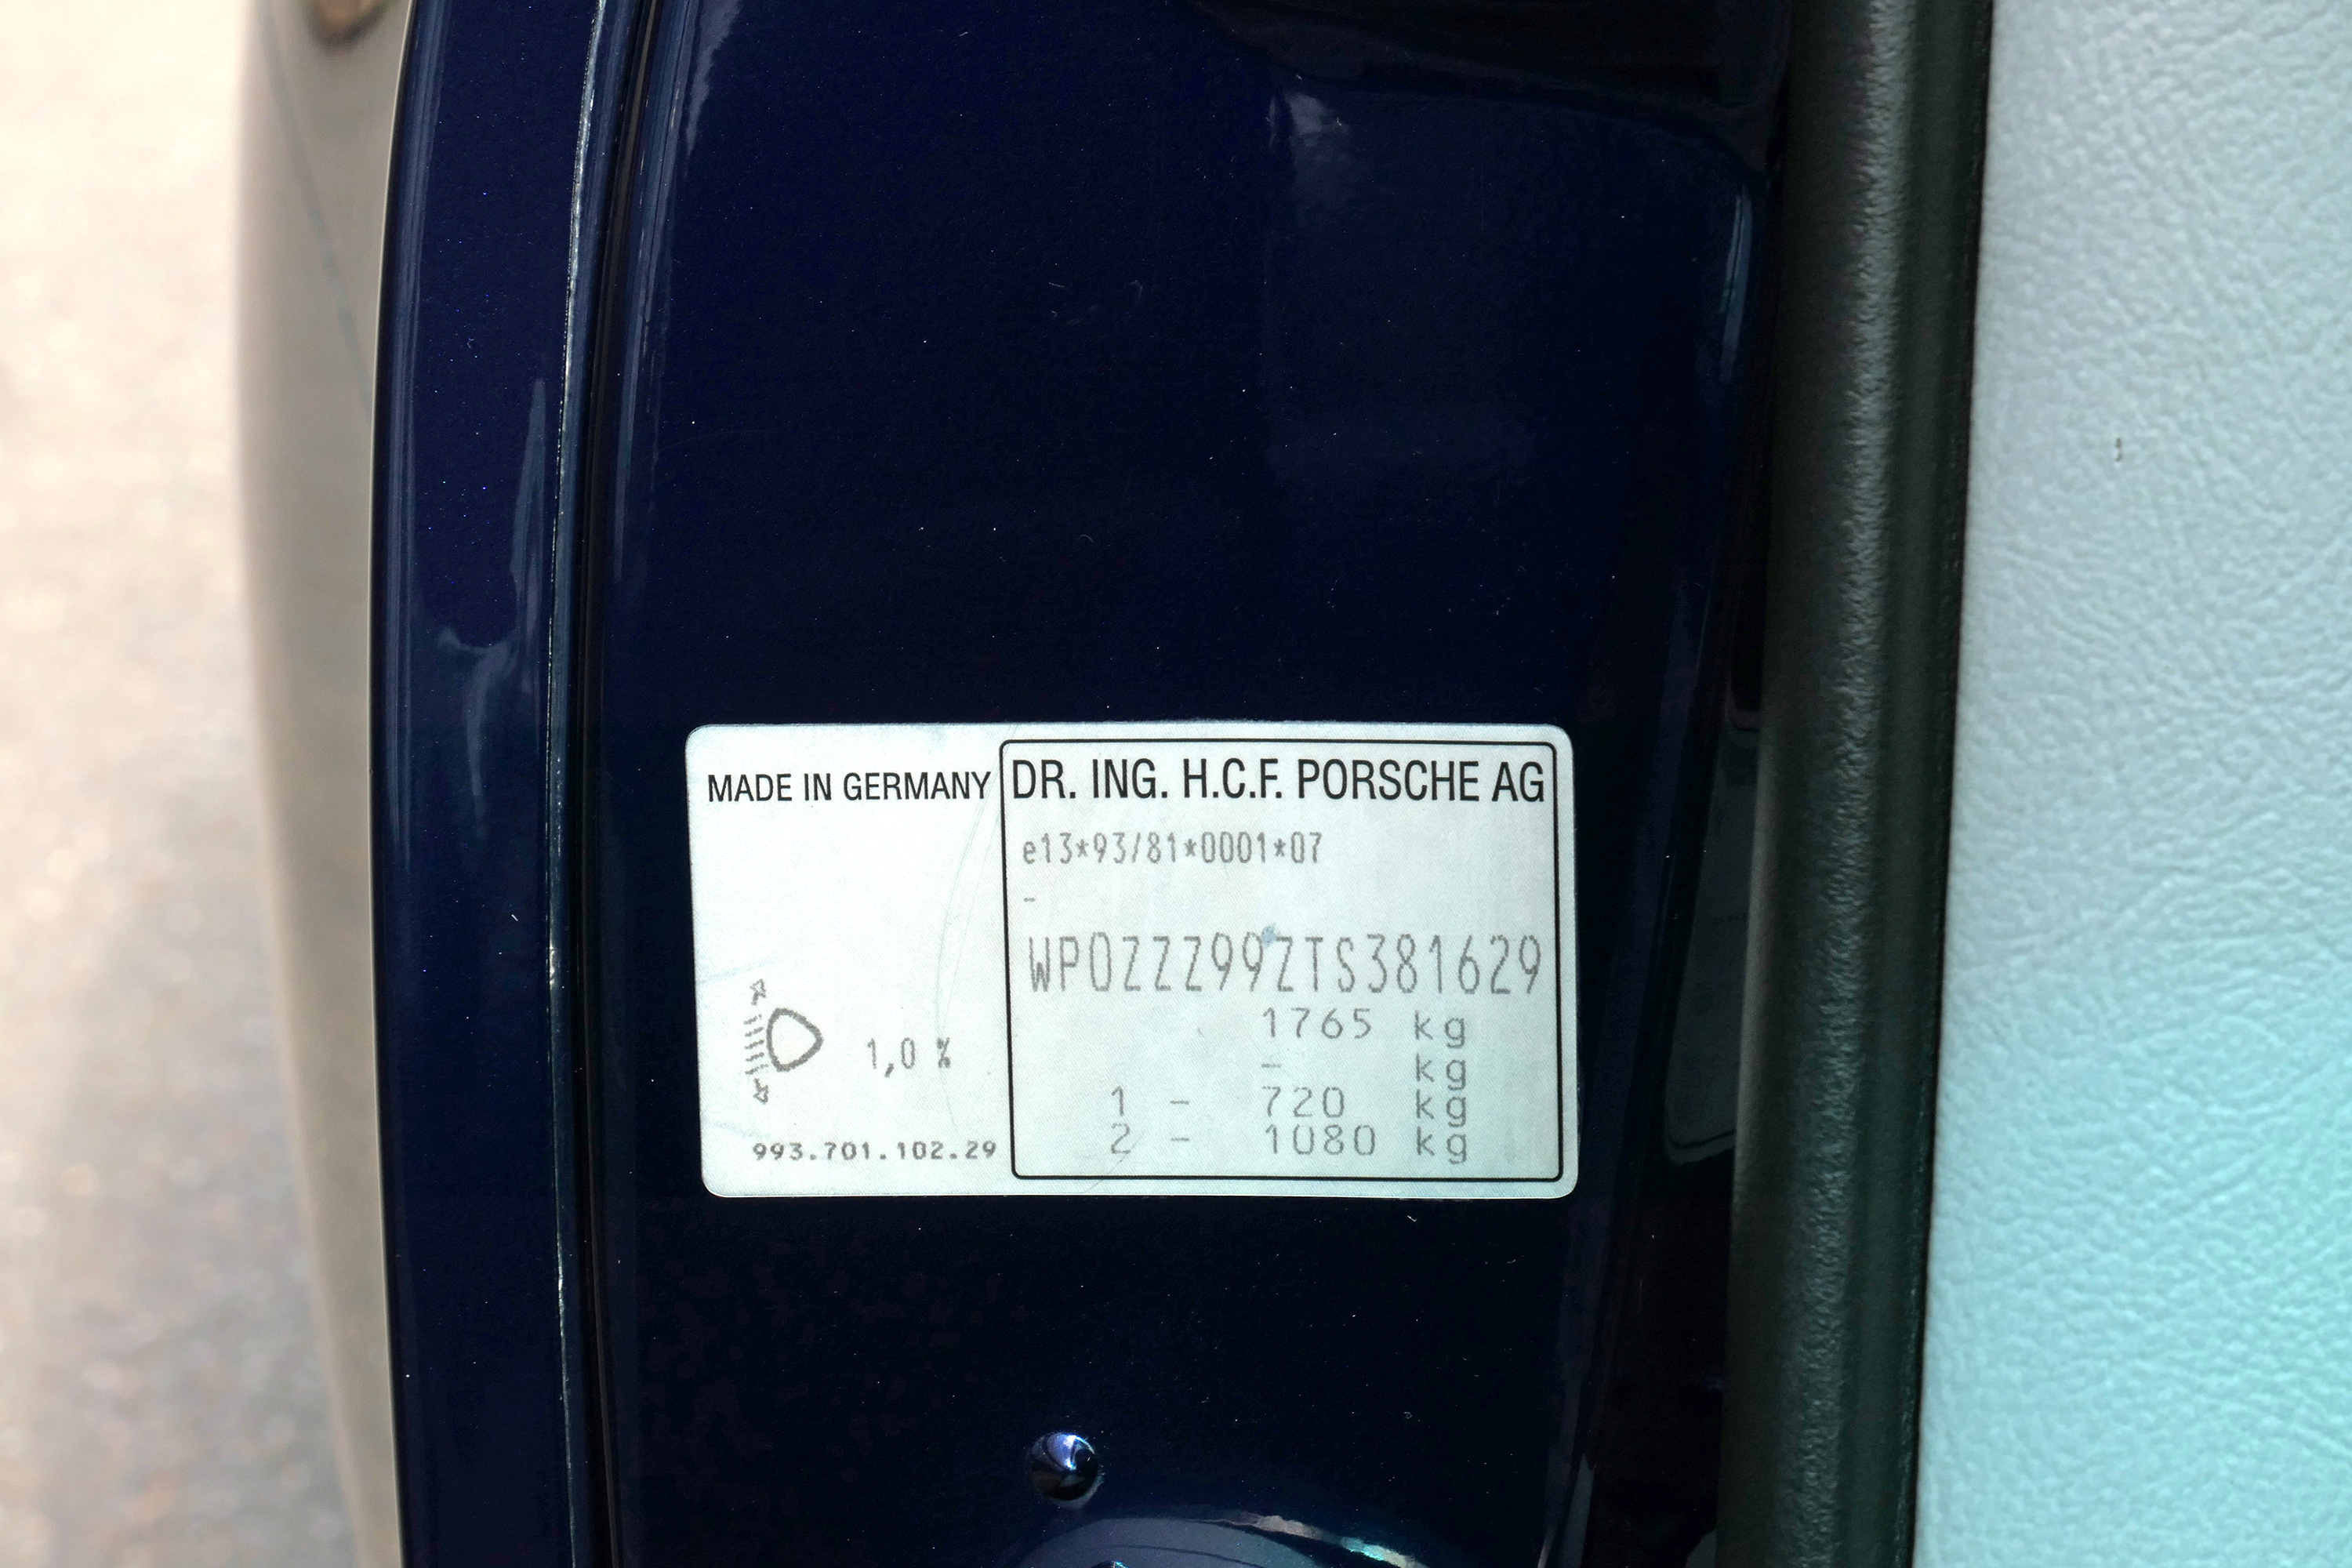 MADE IN GERMANY
DR. ING. H.C.F. PORSCHE AG
e13*93/81*0001*07
-
WP0ZZZ99ZTS381629
1765 kg
- kg
1 - 720 kg
2 - 1080 kg
1,0 %
993.701.102.29